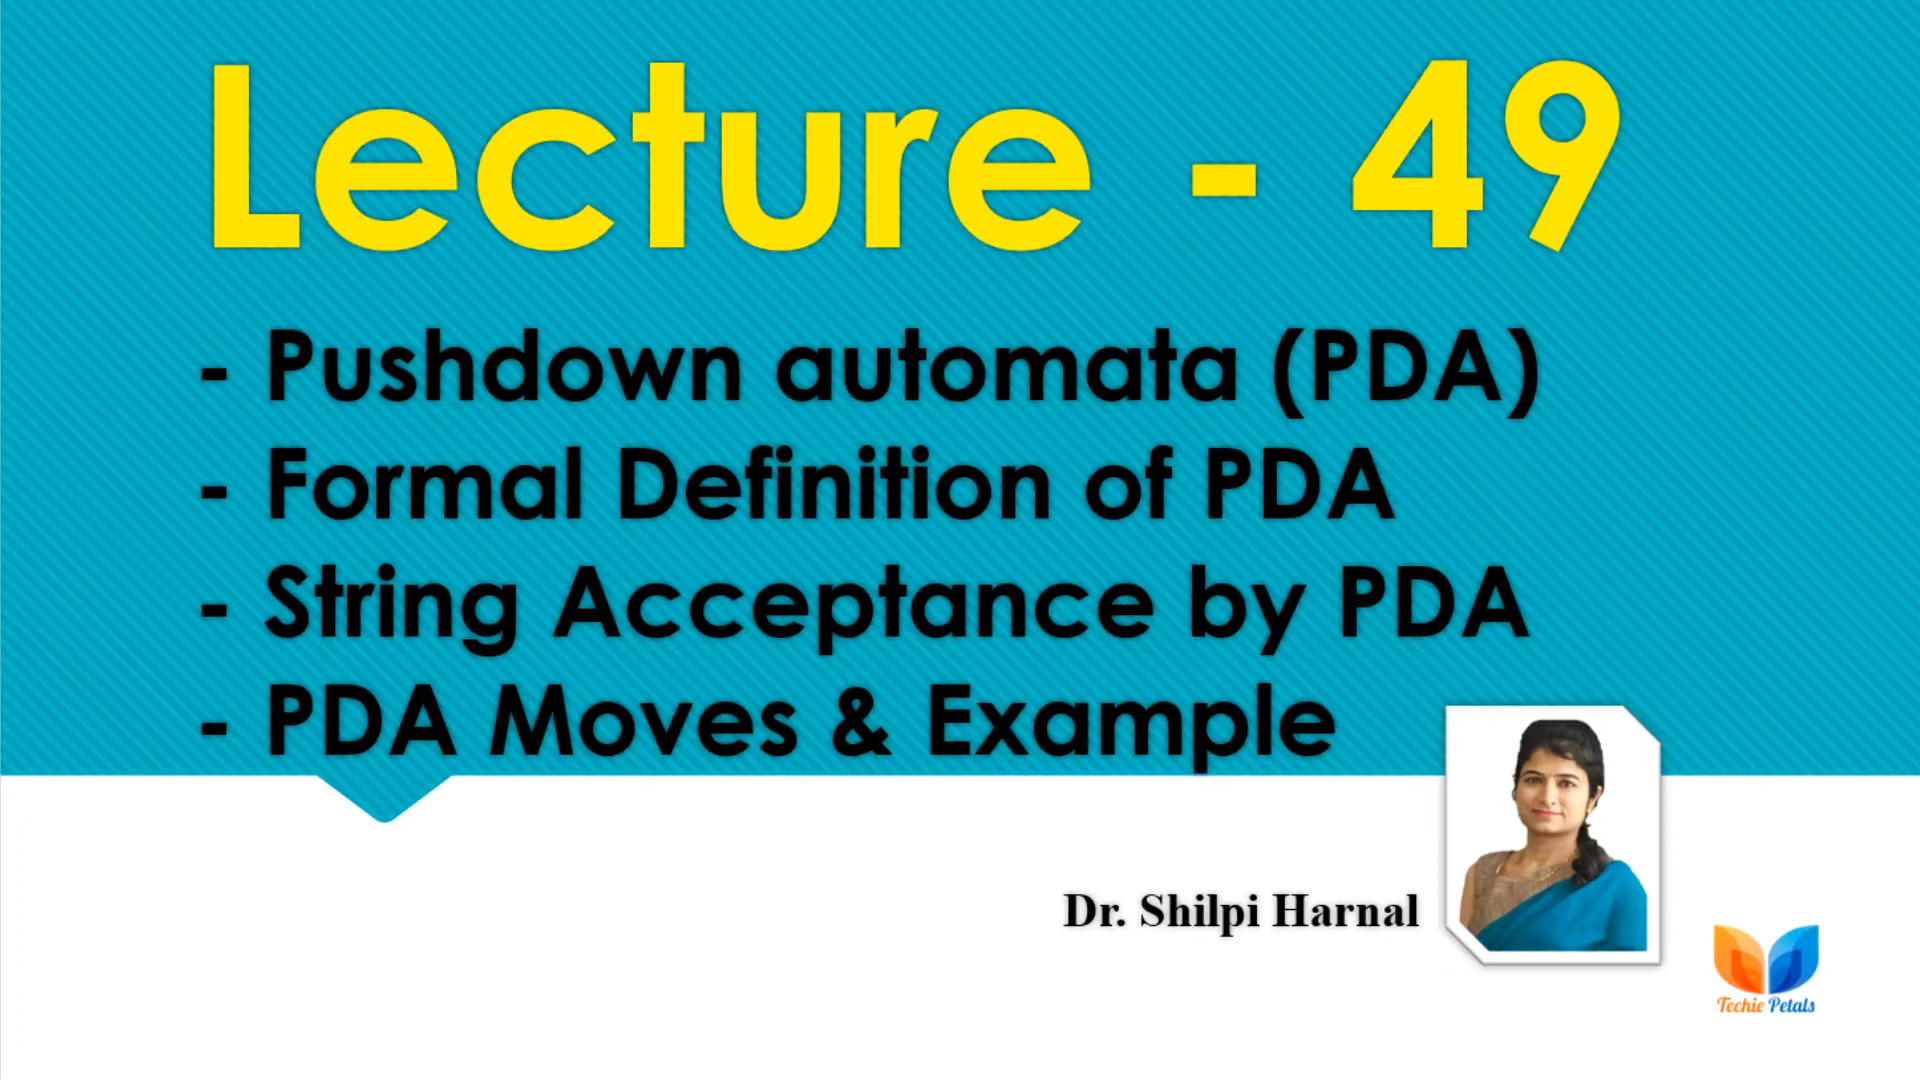 Lecture - 49
- Pushdown automata (PDA)
- Formal Definition of PDA
- String Acceptance by PDA
- PDA Moves & Example
Dr. Shilpi Harnal
Techie Petals